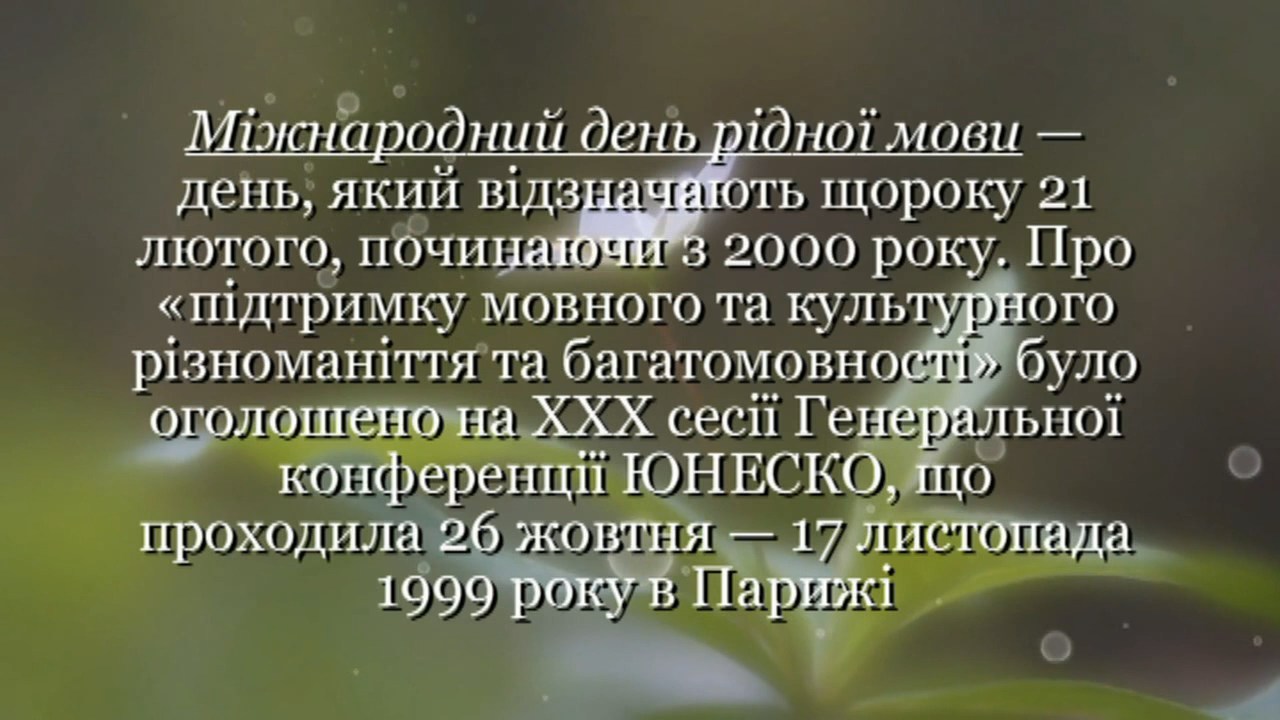 Міжнародний день рідної мови —
день, який відзначають щороку 21
лютого, починаючи з 2000 року. Про
«підтримку мовного та культурного
різноманіття та багатомовності» було
оголошено на XXX сесії Генеральної
конференції ЮНЕСКО, що
проходила 26 жовтня — 17 листопада
1999 року в Парижі